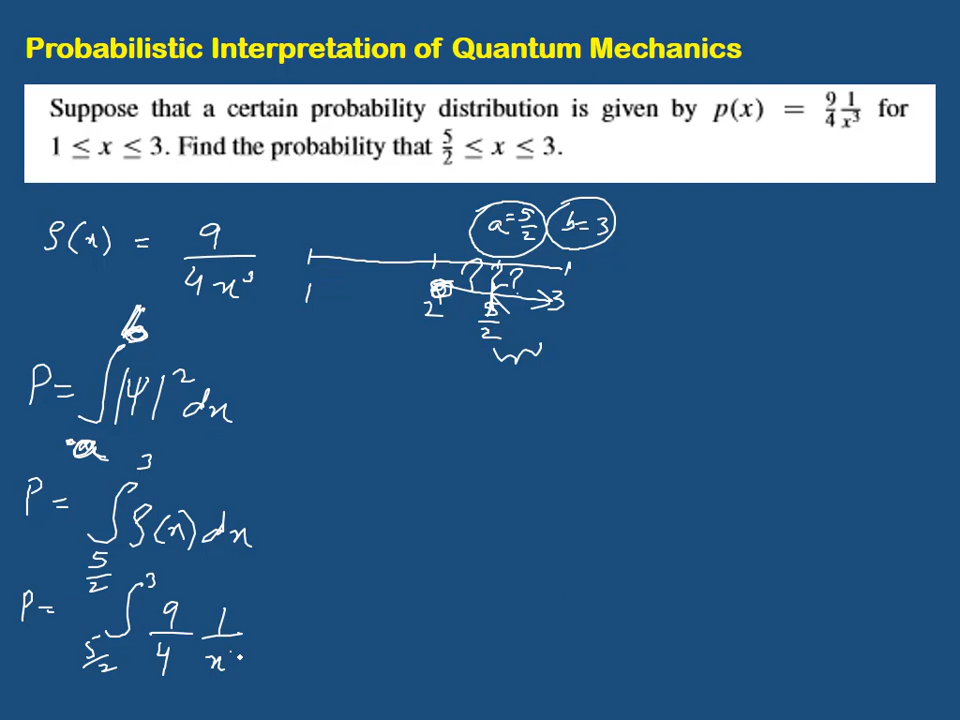 Probabilistic Interpretation of Quantum Mechanics
Suppose that a certain probability distribution is given by p(x) = 9/4 1/x³ for
1 ≤ x ≤ 3. Find the probability that 5/2 ≤ x ≤ 3.
ρ(x) = 9/4x³
a = 5/2 b = 3
? ? ?
1 2 5/2 3
P = ∫ₐᵇ |ψ|² dx
P = ∫_{5/2}^{3} ρ(x) dx
P = ∫_{5/2}^{3} 9/4 1/x